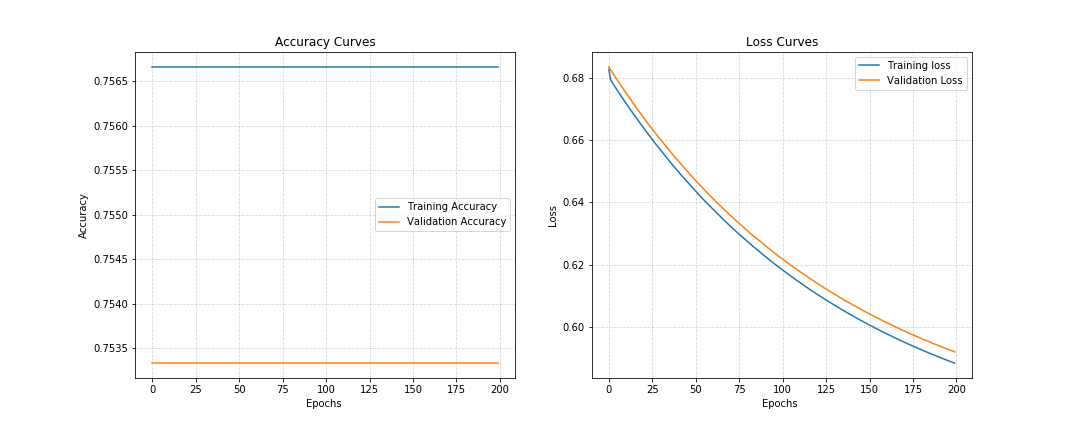 Accuracy Curves
0.7565
0.7560
0.7555
0.7550
0.7545
0.7540
0.7535
Accuracy
0 25 50 75 100 125 150 175 200
Epochs
Training Accuracy
Validation Accuracy
Loss Curves
0.68
0.66
0.64
0.62
0.60
Loss
0 25 50 75 100 125 150 175 200
Epochs
Training loss
Validation Loss